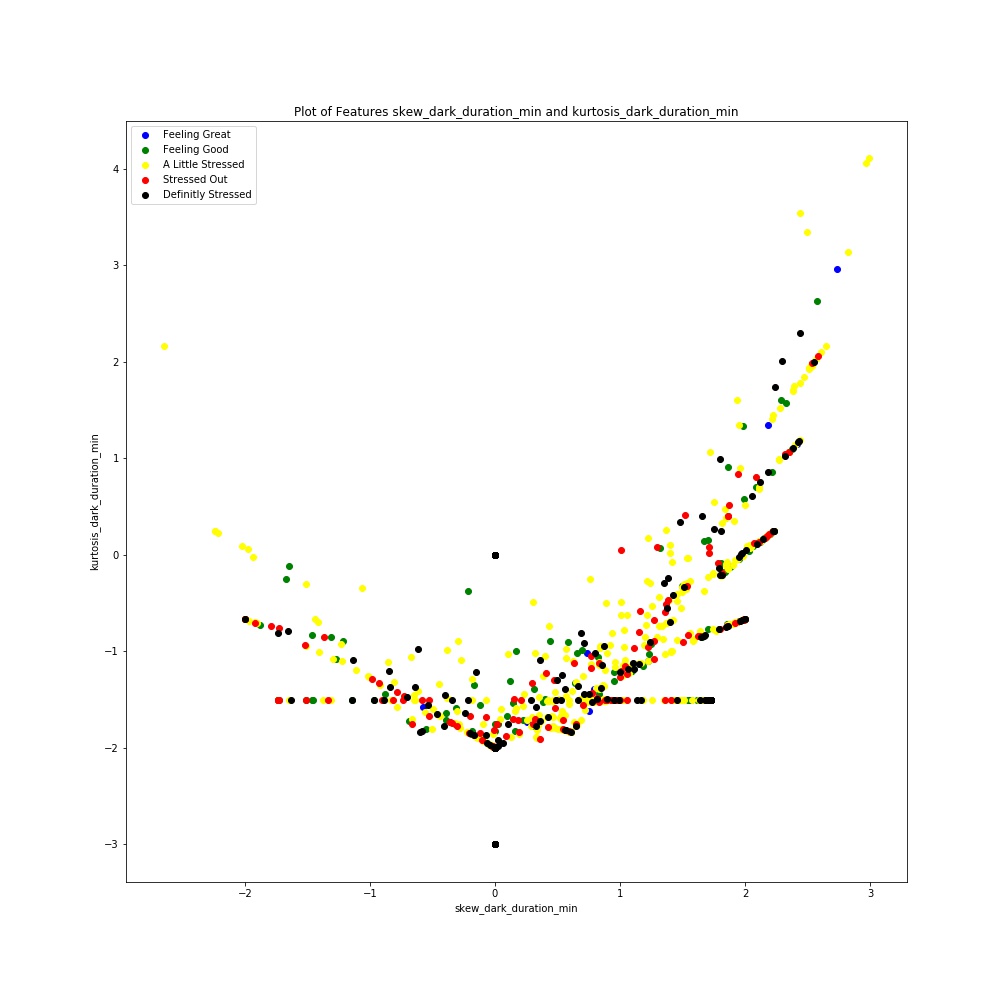 Plot of Features skew_dark_duration_min and kurtosis_dark_duration_min
Feeling Great
Feeling Good
A Little Stressed
Stressed Out
Definitly Stressed
4
3
2
1
0
−1
−2
−3
kurtosis_dark_duration_min
−2
−1
0
1
2
3
skew_dark_duration_min